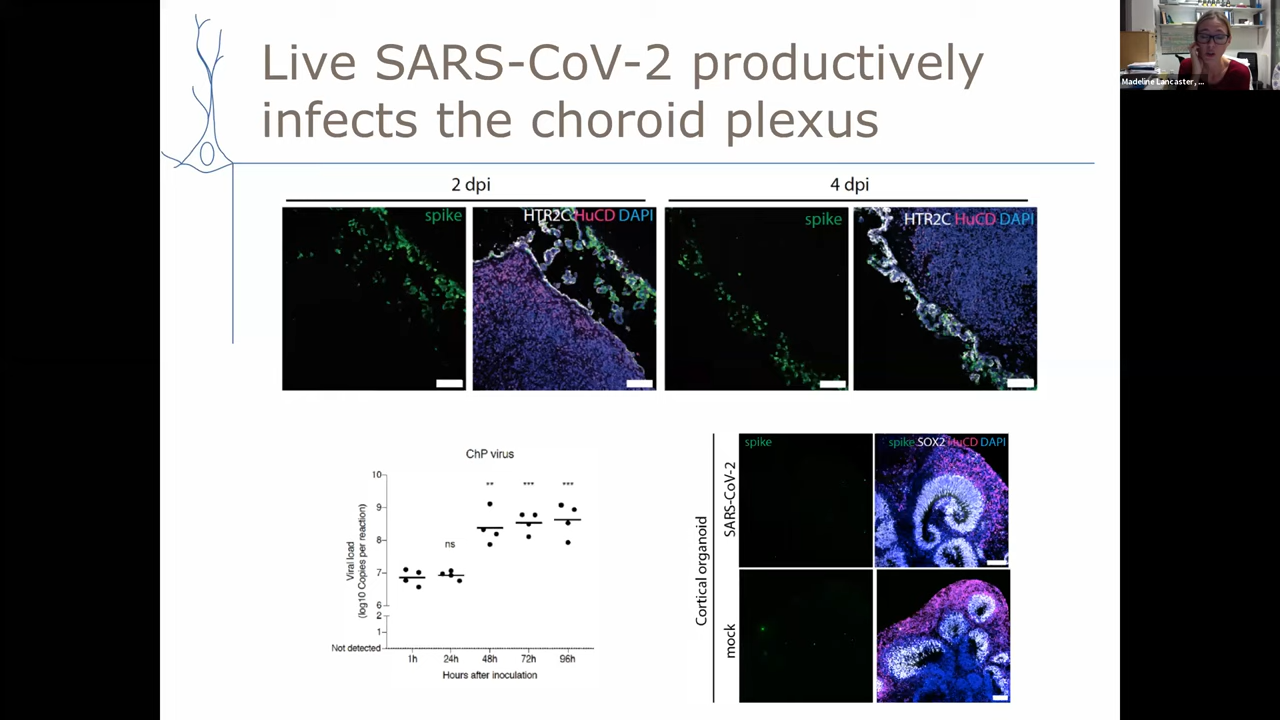 Live SARS-CoV-2 productively
infects the choroid plexus
Madeline Lancaster, ...
2 dpi
4 dpi
spike
HTR2C HuCD DAPI
spike
HTR2C HuCD DAPI
ChP virus
Viral load
(log10 Copies per reaction)
10
9
8
7
6
2
1
Not detected
ns
**
***
***
1h
24h
48h
72h
96h
Hours after inoculation
Cortical organoid
SARS-CoV-2
mock
spike
spike SOX2 HuCD DAPI